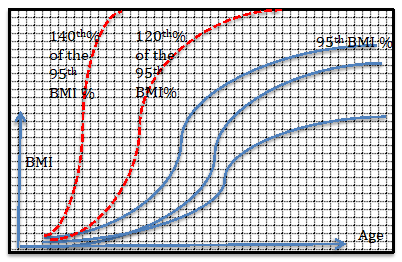 140th%
of the
95th
BMI %
120th%
of the
95th
BMI%
95th BMI %
BMI
Age